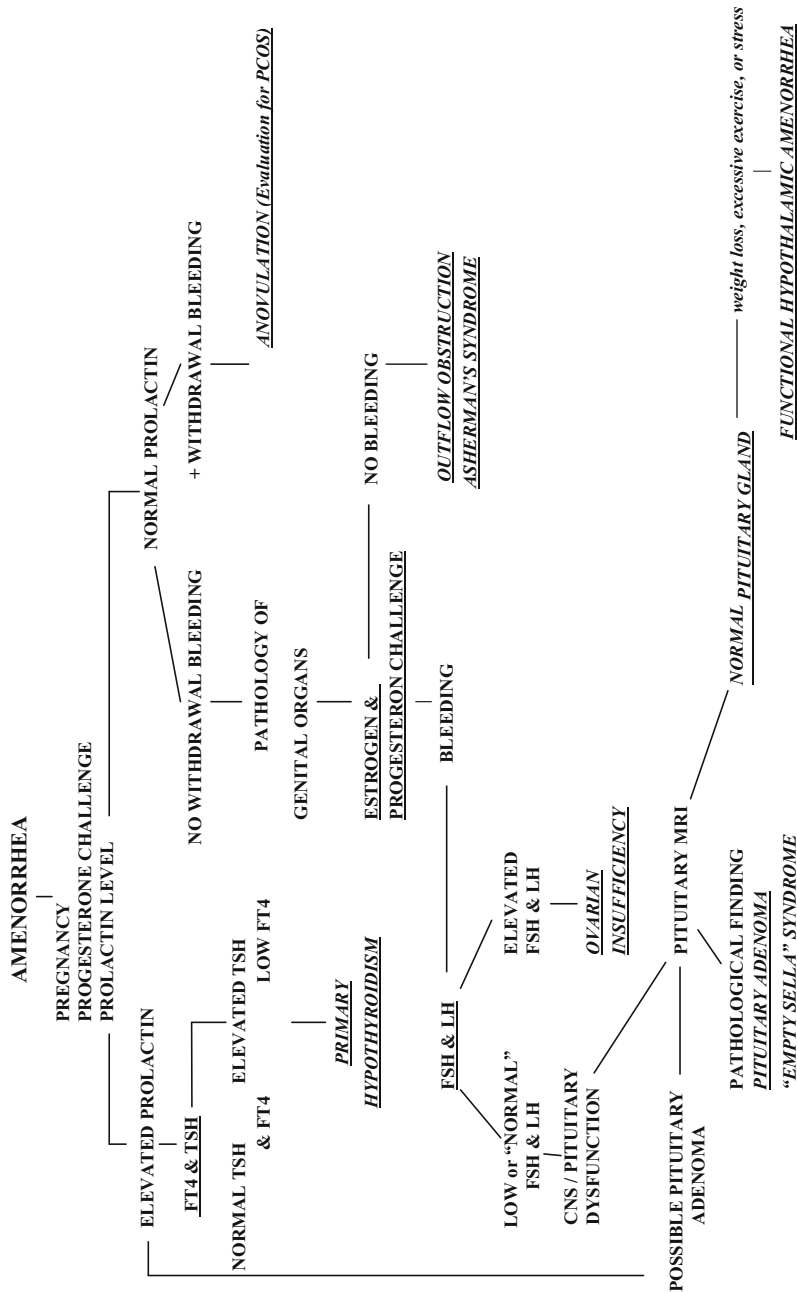 AMENORRHEA
PREGNANCY
PROGESTERONE CHALLENGE
PROLACTIN LEVEL
ELEVATED PROLACTIN
NORMAL PROLACTIN
FT4 & TSH
NORMAL TSH
& FT4
ELEVATED TSH
LOW FT4
PRIMARY
HYPOTHYROIDISM
NO WITHDRAWAL BLEEDING
+ WITHDRAWAL BLEEDING
PATHOLOGY OF
GENITAL ORGANS
ANOVULATION (Evaluation for PCOS)
ESTROGEN &
PROGESTERON CHALLENGE
NO BLEEDING
OUTFLOW OBSTRUCTION
ASHERMAN'S SYNDROME
BLEEDING
FSH & LH
LOW or “NORMAL”
FSH & LH
ELEVATED
FSH & LH
CNS / PITUITARY
DYSFUNCTION
OVARIAN
INSUFFICIENCY
POSSIBLE PITUITARY
ADENOMA
PITUITARY MRI
PATHOLOGICAL FINDING
PITUITARY ADENOMA
“EMPTY SELLA” SYNDROME
NORMAL PITUITARY GLAND
weight loss, excessive exercise, or stress
FUNCTIONAL HYPOTHALAMIC AMENORRHEA